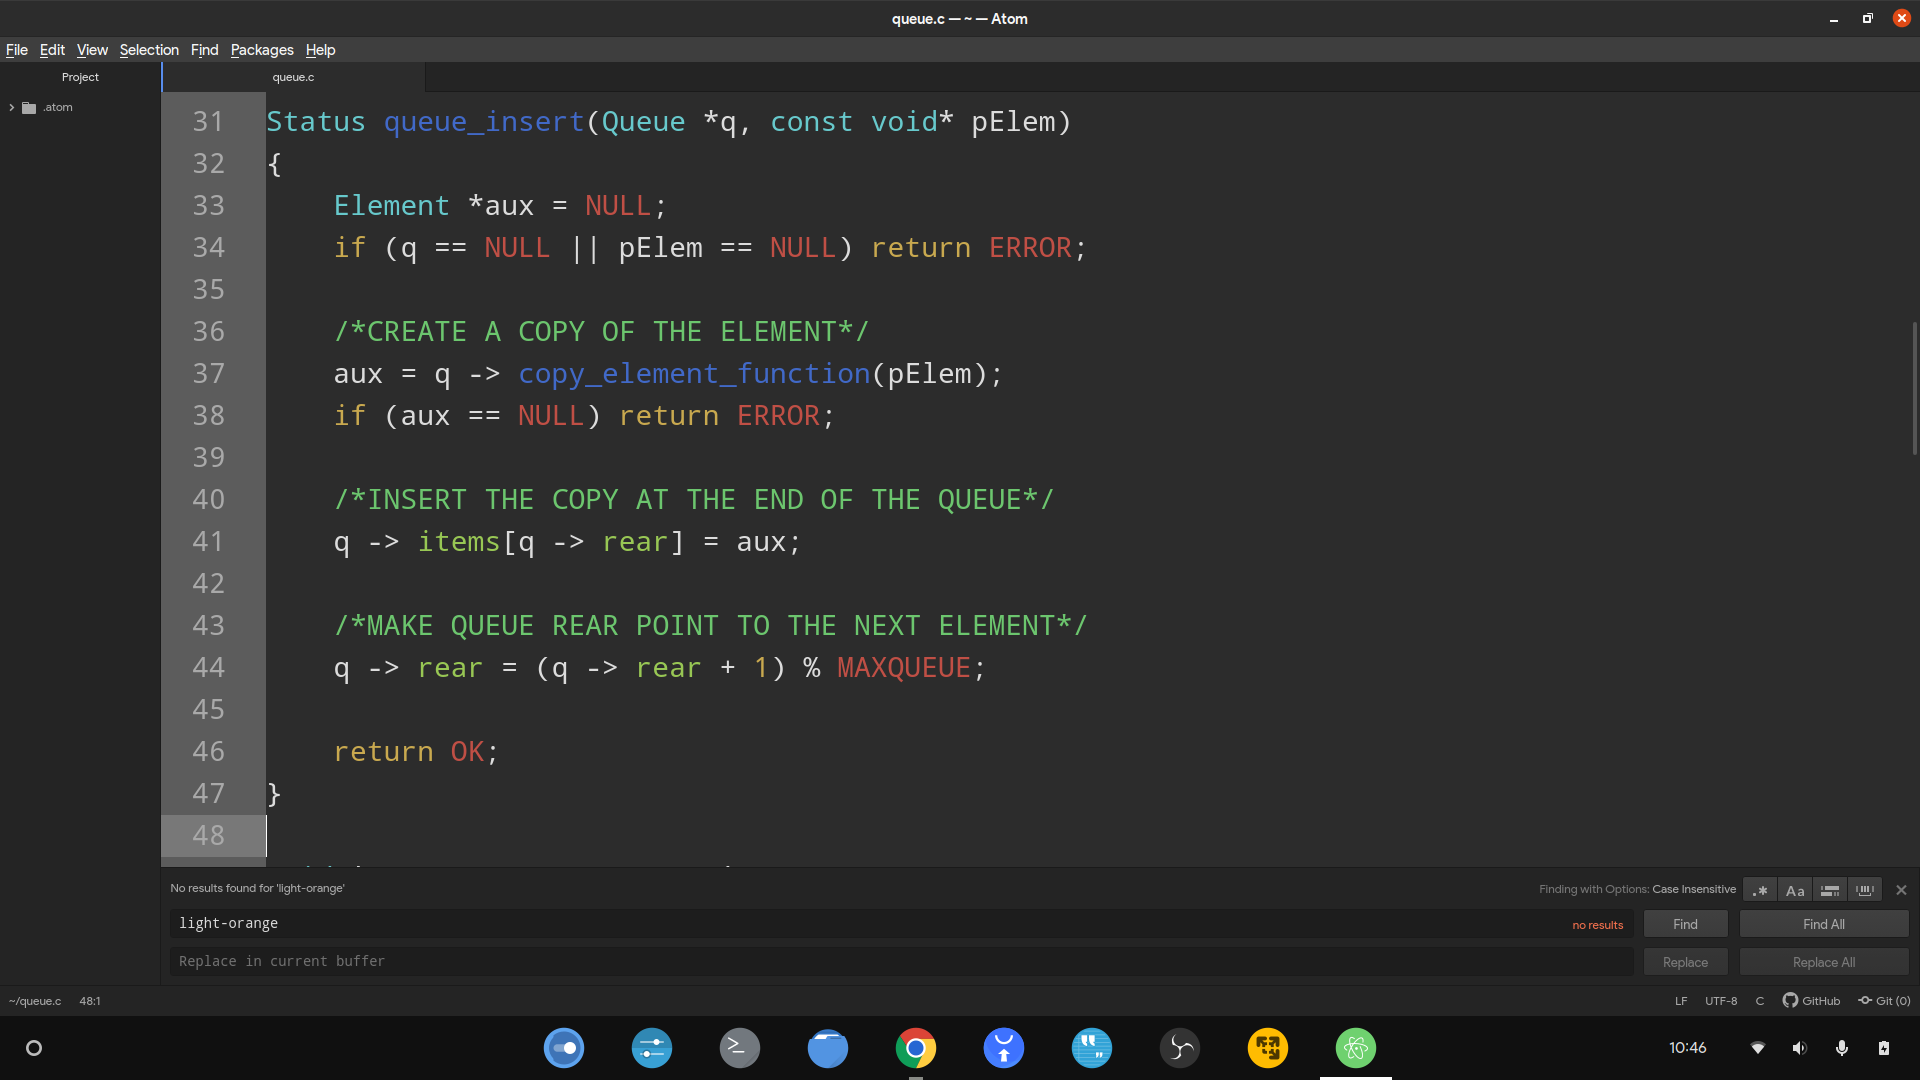 queue.c — ~ — Atom
File Edit View Selection Find Packages Help
Project
queue.c
.atom
31 Status queue_insert(Queue *q, const void* pElem)
32 {
33     Element *aux = NULL;
34     if (q == NULL || pElem == NULL) return ERROR;
35
36     /*CREATE A COPY OF THE ELEMENT*/
37     aux = q -> copy_element_function(pElem);
38     if (aux == NULL) return ERROR;
39
40     /*INSERT THE COPY AT THE END OF THE QUEUE*/
41     q -> items[q -> rear] = aux;
42
43     /*MAKE QUEUE REAR POINT TO THE NEXT ELEMENT*/
44     q -> rear = (q -> rear + 1) % MAXQUEUE;
45
46     return OK;
47 }
48
No results found for 'light-orange'
Finding with Options: Case Insensitive
.* Aa
light-orange
no results
Find
Find All
Replace in current buffer
Replace
Replace All
~/queue.c 48:1
LF UTF-8 C GitHub Git (0)
10:46